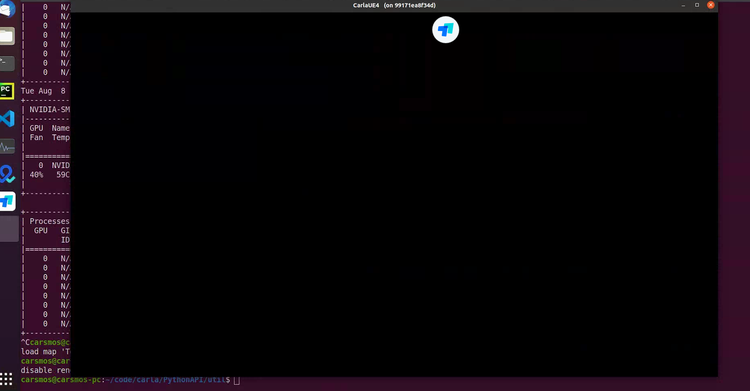 CarlaUE4 (on 99171ea8f34d)
| 0 N/
| 0 N/
| 0 N/
| 0 N/
| 0 N/
| 0 N/
| 0 N/
| 0 N/
Tue Aug 8
| NVIDIA-SM
| GPU Name
| Fan Temp
| 0 NVID
| 40% 59C
| Processes
| GPU GI
| ID
| 0 N/
| 0 N/
| 0 N/
| 0 N/
| 0 N/
| 0 N/
| 0 N/
| 0 N/
^Ccarsmos@c
load map 'T
carsmos@ca
disable ren
carsmos@carsmos-pc:~/code/carla/PythonAPI/util$
PC